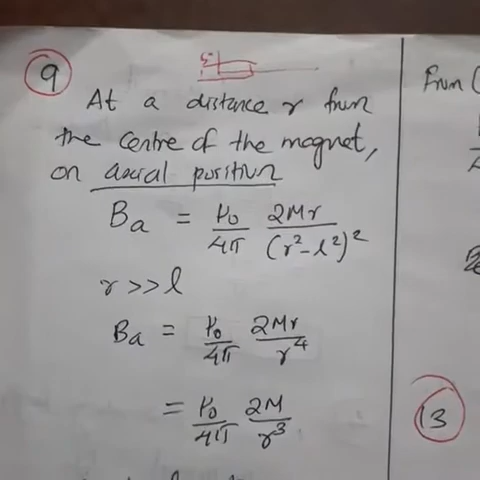 9
At a distance r from
the centre of the magnet,
on axial position
Ba = μ0/4π 2Mr/(r²-l²)²
r >> l
Ba = μ0/4π 2Mr/r⁴
= μ0/4π 2M/r³
From (
13